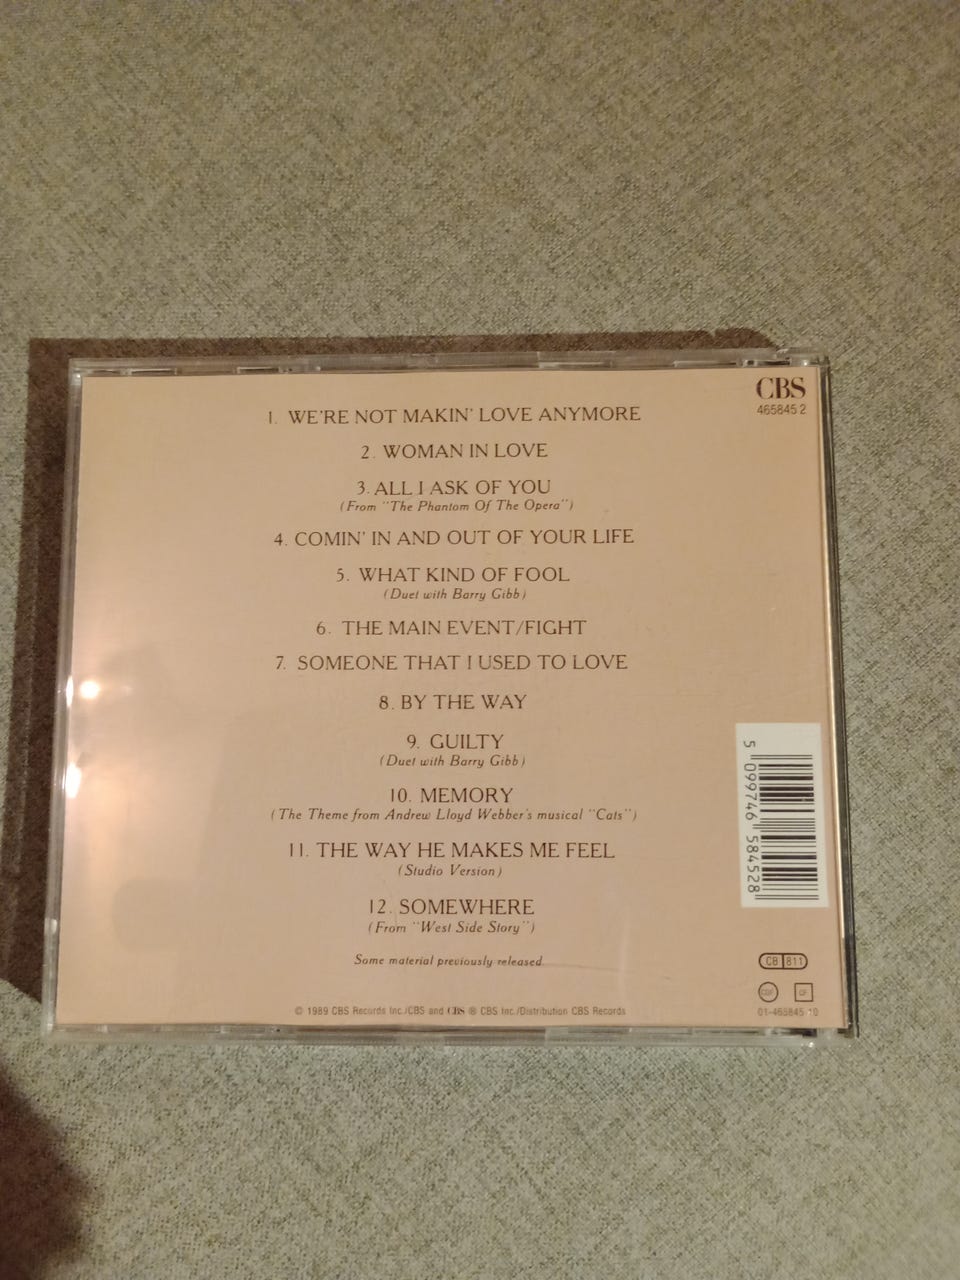 CBS
465845 2
1. WE'RE NOT MAKIN' LOVE ANYMORE
2. WOMAN IN LOVE
3. ALL I ASK OF YOU
(From "The Phantom Of The Opera")
4. COMIN' IN AND OUT OF YOUR LIFE
5. WHAT KIND OF FOOL
(Duet with Barry Gibb)
6. THE MAIN EVENT/FIGHT
7. SOMEONE THAT I USED TO LOVE
8. BY THE WAY
9. GUILTY
(Duet with Barry Gibb)
10. MEMORY
(The Theme from Andrew Lloyd Webber's musical "Cats")
11. THE WAY HE MAKES ME FEEL
(Studio Version)
12. SOMEWHERE
(From "West Side Story")
Some material previously released.
5 099746 584528
CB 811
© 1989 CBS Records Inc./CBS and CBS ® CBS Inc./Distribution CBS Records
01-465845-10